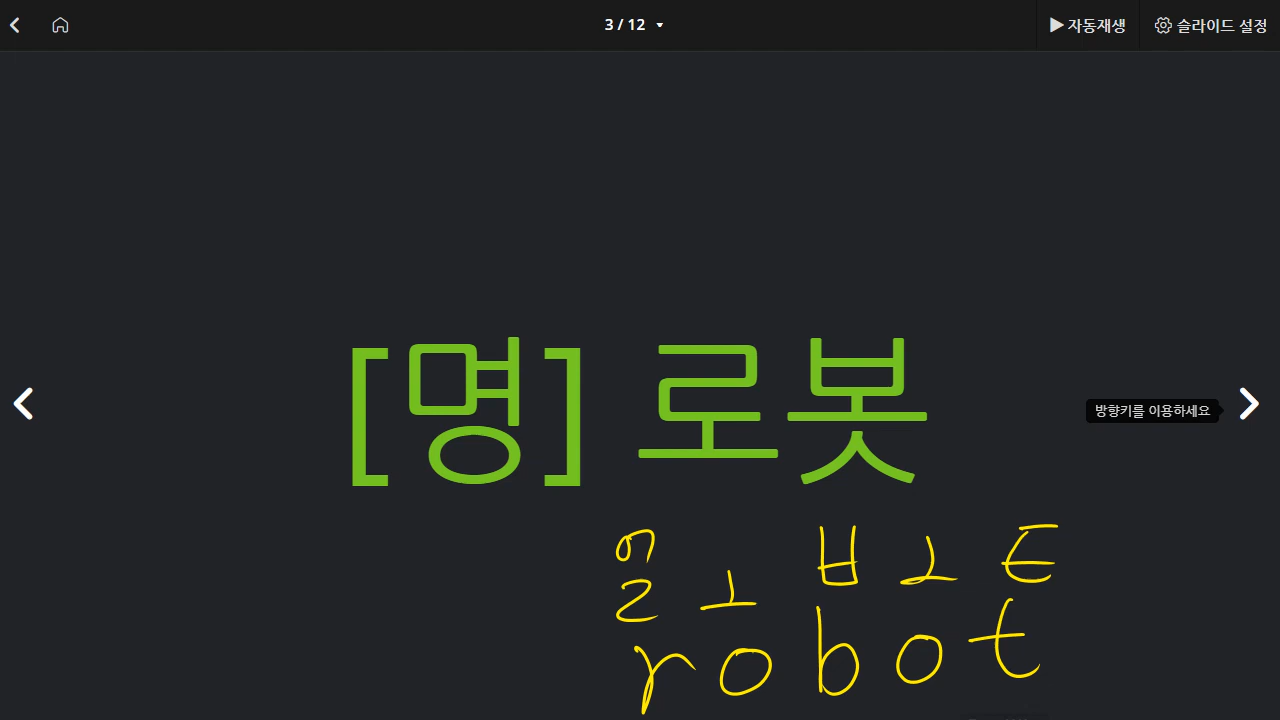 3 / 12
자동재생
슬라이드 설정
[명] 로봇
방향키를 이용하세요
ㄹ ㅗ ㅂ ㅗ ㅌ
robot